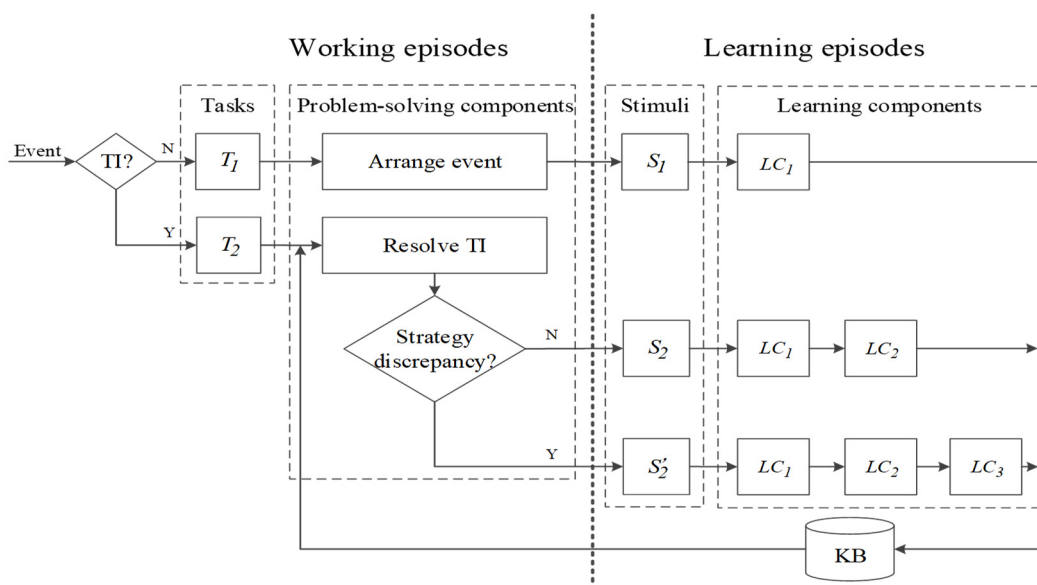 Working episodes
Learning episodes
Tasks
Problem-solving components
Stimuli
Learning components
Event
TI?
N
T1
Arrange event
S1
LC1
Y
T2
Resolve TI
Strategy
discrepancy?
N
S2
LC1
LC2
Y
S2'
LC1
LC2
LC3
KB